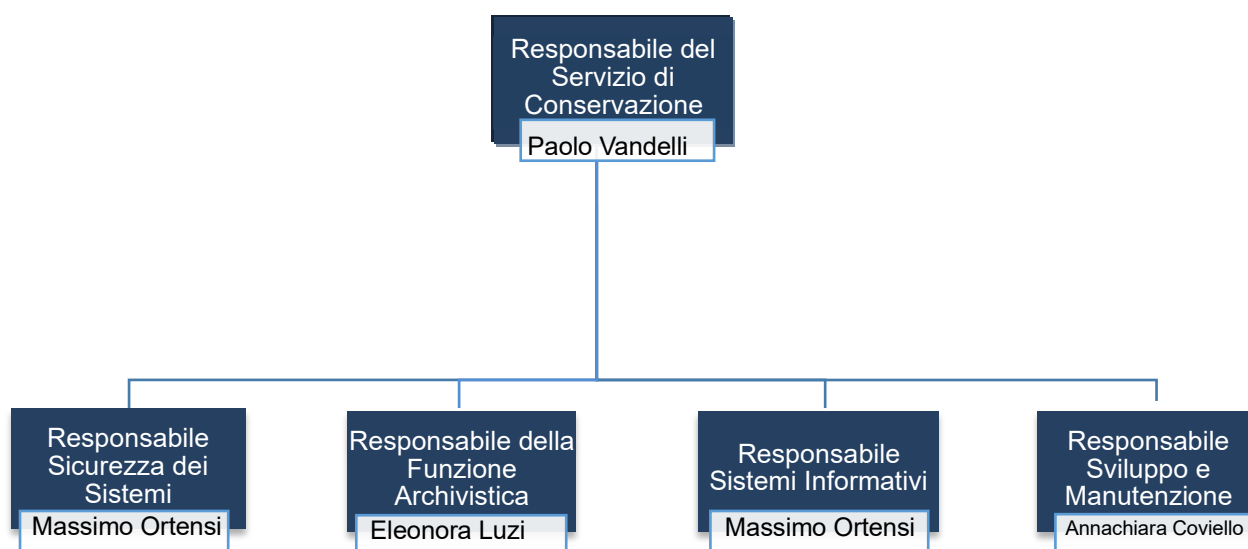 Responsabile del
Servizio di
Conservazione
Paolo Vandelli
Responsabile
Sicurezza dei
Sistemi
Massimo Ortensi
Responsabile della
Funzione
Archivistica
Eleonora Luzi
Responsabile
Sistemi Informativi
Massimo Ortensi
Responsabile
Sviluppo e
Manutenzione
Annachiara Coviello